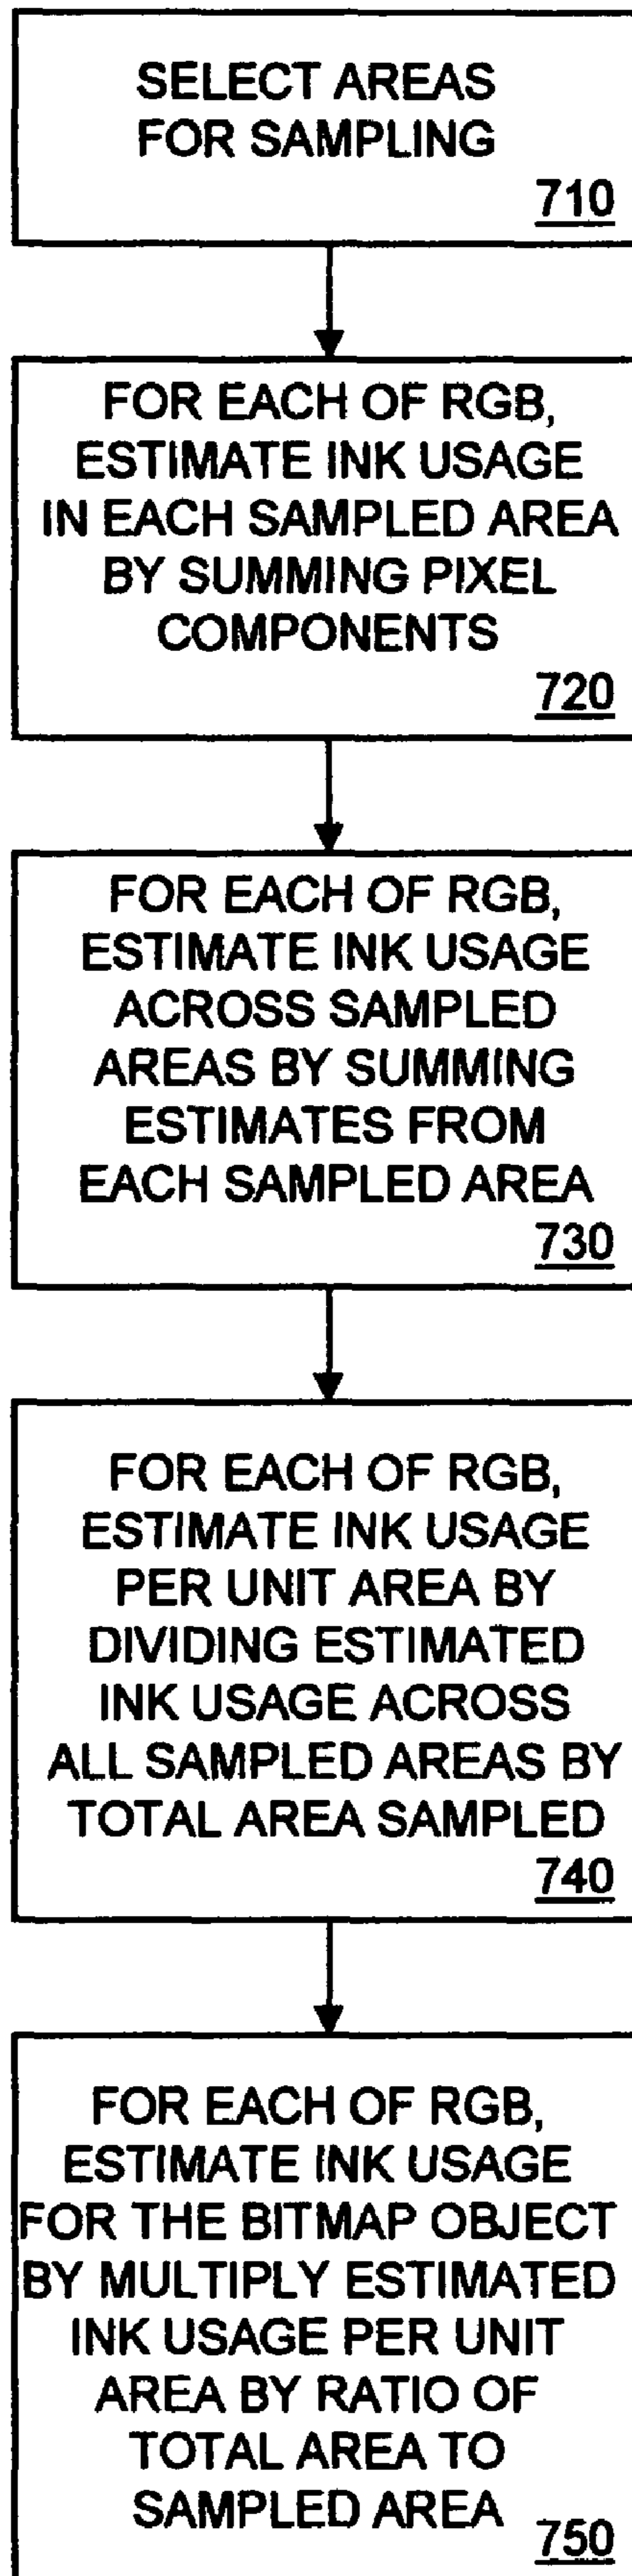 SELECT AREAS
FOR SAMPLING
710
FOR EACH OF RGB,
ESTIMATE INK USAGE
IN EACH SAMPLED AREA
BY SUMMING PIXEL
COMPONENTS
720
FOR EACH OF RGB,
ESTIMATE INK USAGE
ACROSS SAMPLED
AREAS BY SUMMING
ESTIMATES FROM
EACH SAMPLED AREA
730
FOR EACH OF RGB,
ESTIMATE INK USAGE
PER UNIT AREA BY
DIVIDING ESTIMATED
INK USAGE ACROSS
ALL SAMPLED AREAS BY
TOTAL AREA SAMPLED
740
FOR EACH OF RGB,
ESTIMATE INK USAGE
FOR THE BITMAP OBJECT
BY MULTIPLY ESTIMATED
INK USAGE PER UNIT
AREA BY RATIO OF
TOTAL AREA TO
SAMPLED AREA
750